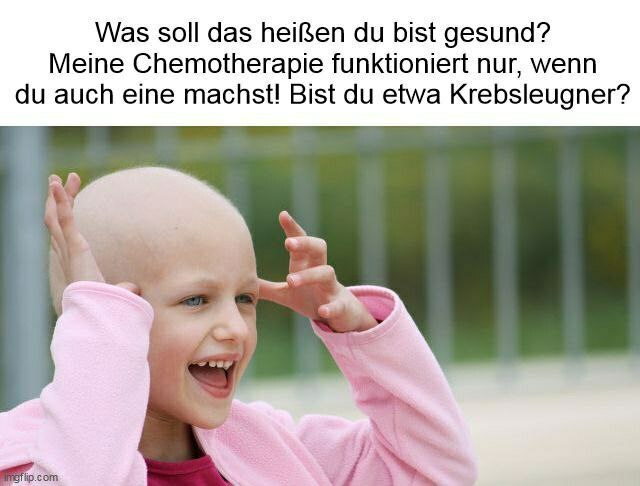 Was soll das heißen du bist gesund?
Meine Chemotherapie funktioniert nur, wenn
du auch eine machst! Bist du etwa Krebsleugner?
imgflip.com